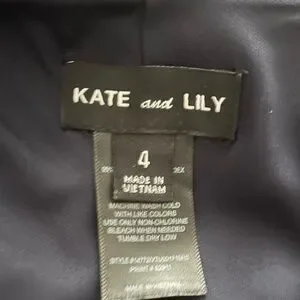 KATE and LILY
4
MADE IN
VIETNAM
MACHINE WASH COLD
WITH LIKE COLORS
USE ONLY NON-CHLORINE
BLEACH WHEN NEEDED
TUMBLE DRY LOW